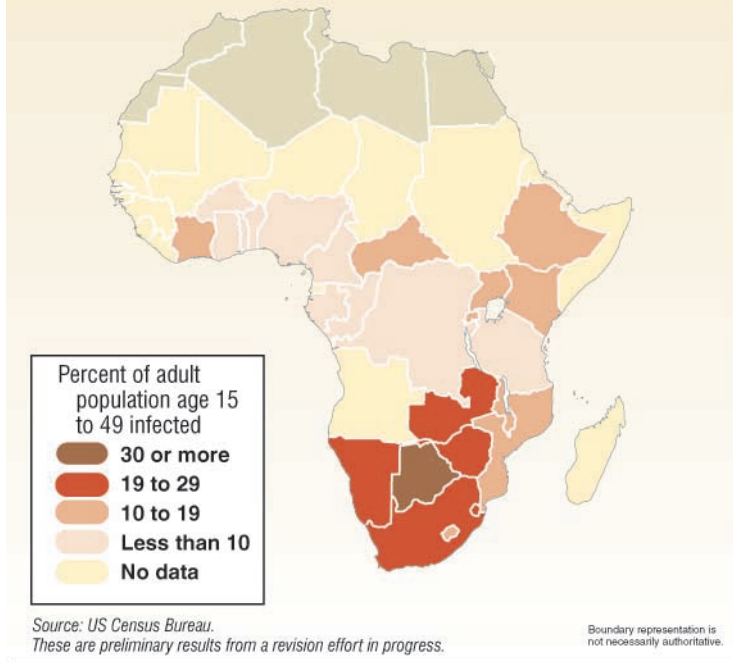 Percent of adult
population age 15
to 49 infected
30 or more
19 to 29
10 to 19
Less than 10
No data
Source: US Census Bureau.
These are preliminary results from a revision effort in progress.
Boundary representation is
not necessarily authoritative.